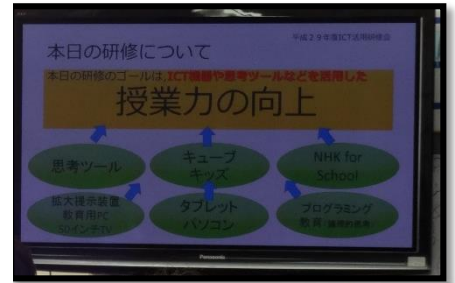 平成29年度ICT活用研修会
本日の研修について
本日の研修のゴールは,ICT機器や思考ツールなどを活用した
授業力の向上
思考ツール
キューブ
キッズ
NHK for
School
拡大提示装置
教育用PC
50インチTV
タブレット
パソコン
プログラミング
教育
Panasonic